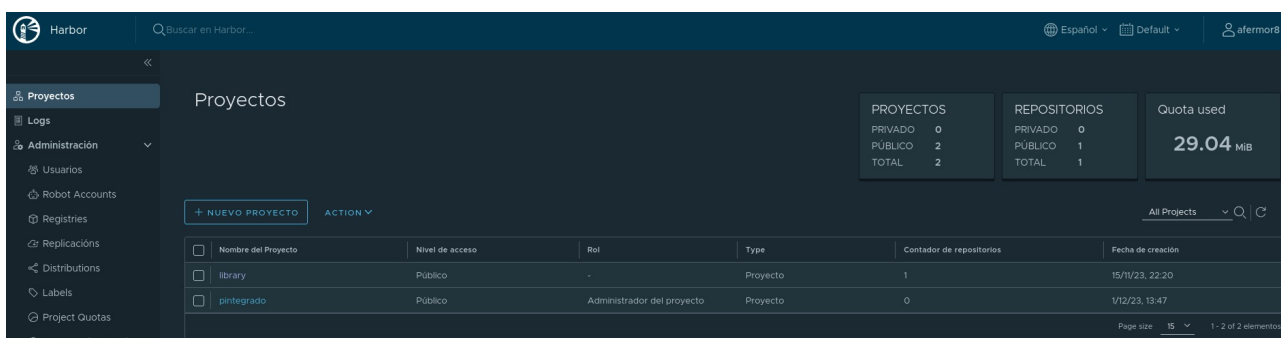 Harbor
Buscar en Harbor...
Español
Default
afermor8
Proyectos
Logs
Administración
Usuarios
Robot Accounts
Registries
Replicacións
Distributions
Labels
Project Quotas
Proyectos
PROYECTOS
PRIVADO 0
PÚBLICO 2
TOTAL 2
REPOSITORIOS
PRIVADO 0
PÚBLICO 1
TOTAL 1
Quota used
29.04 MiB
+ NUEVO PROYECTO
ACTION
All Projects
Nombre del Proyecto Nivel de acceso Rol Type Contador de repositorios Fecha de creación
library Público - Proyecto 1 15/11/23, 22:20
pintegrado Público Administrador del proyecto Proyecto 0 1/12/23, 13:47
Page size 15 1 - 2 of 2 elementos